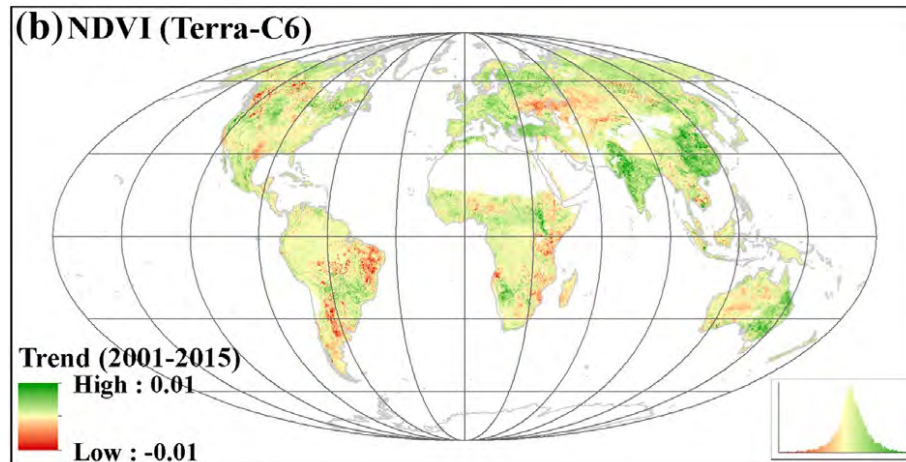 (b) NDVI (Terra-C6)
Trend (2001-2015)
High : 0.01
Low : -0.01